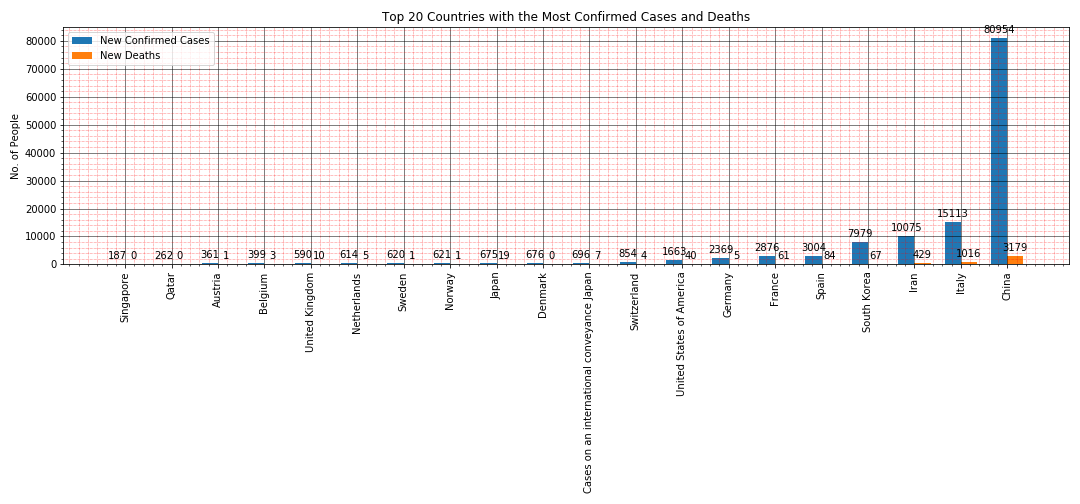 Top 20 Countries with the Most Confirmed Cases and Deaths
New Confirmed Cases
New Deaths
No. of People
80000
70000
60000
50000
40000
30000
20000
10000
0
187 0
262 0
361 1
399 3
590 10
614 5
620 1
621 1
675 19
676 0
696 7
854 4
1663 40
2369 5
2876 61
3004 84
7979 67
10075 429
15113 1016
80954 3179
Singapore
Qatar
Austria
Belgium
United Kingdom
Netherlands
Sweden
Norway
Japan
Denmark
Cases on an international conveyance Japan
Switzerland
United States of America
Germany
France
Spain
South Korea
Iran
Italy
China